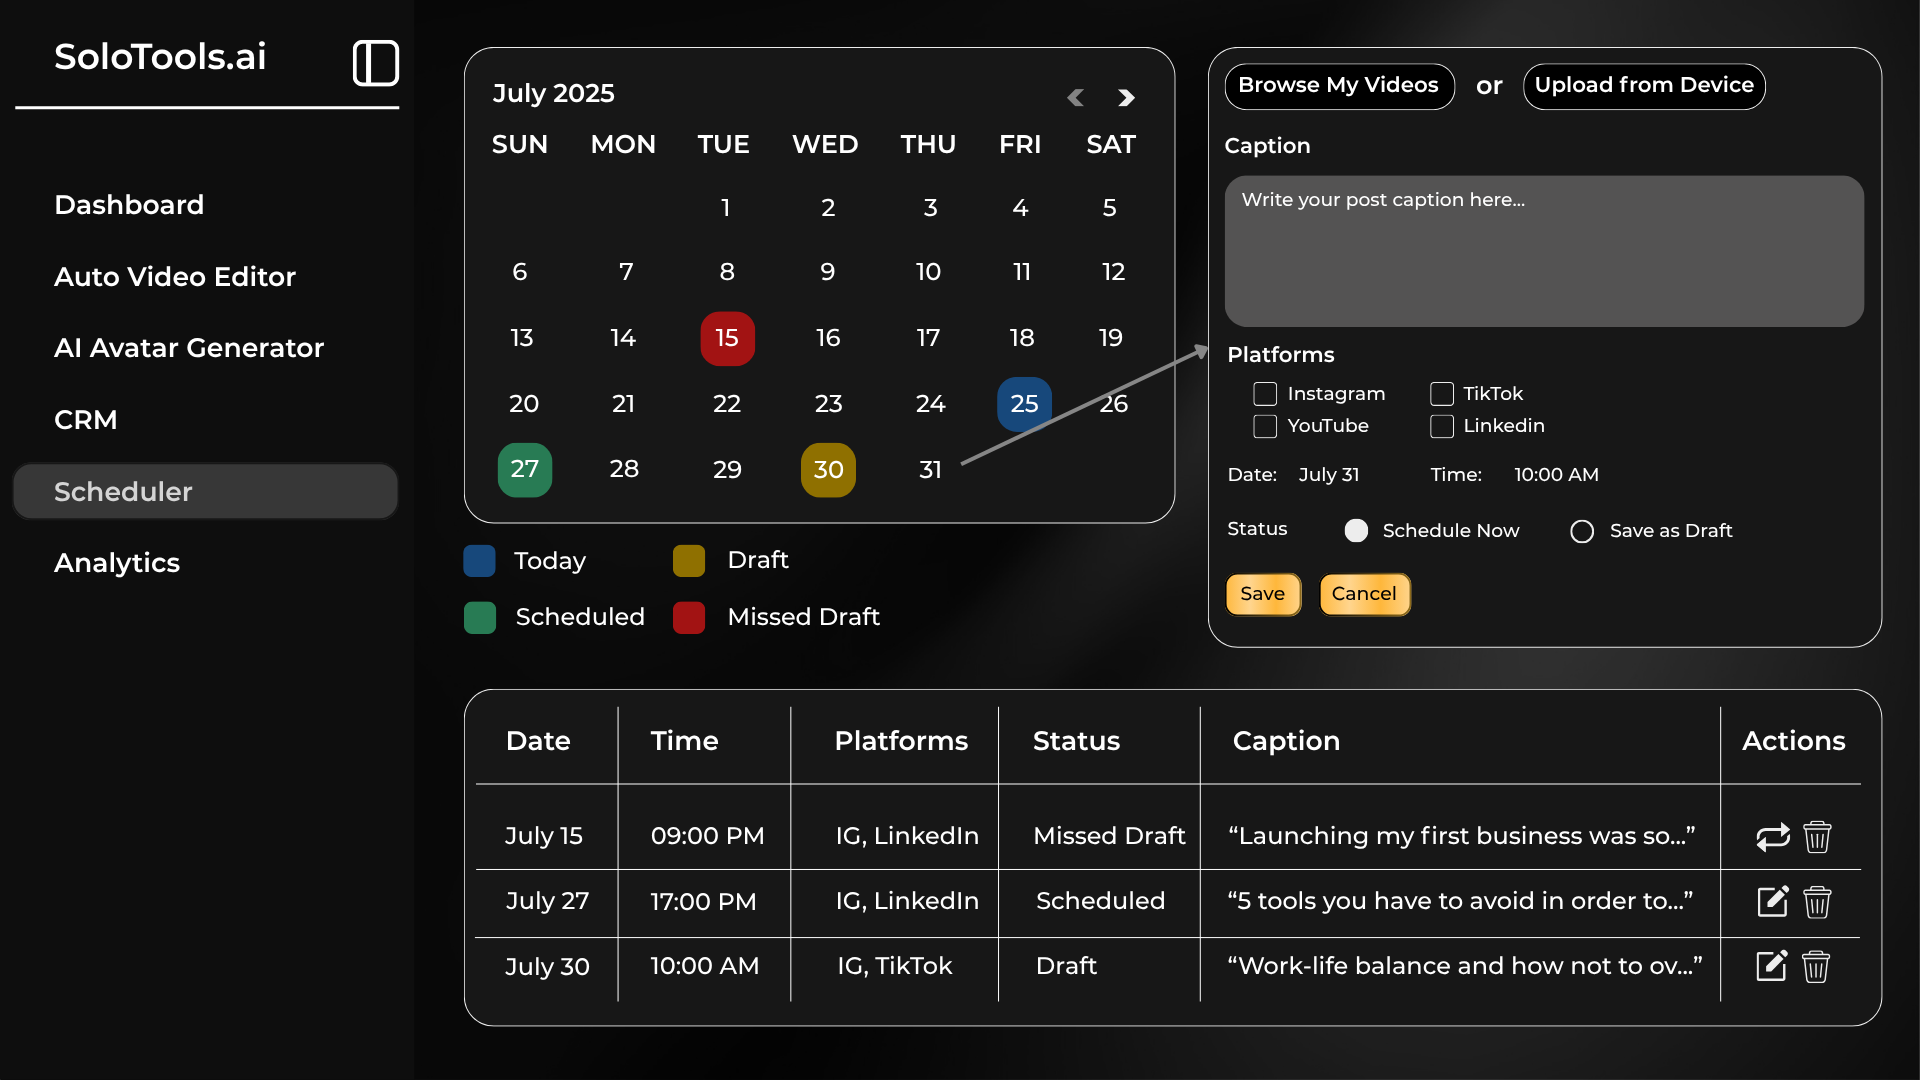 SoloTools.ai
Dashboard
Auto Video Editor
AI Avatar Generator
CRM
Scheduler
Analytics
July 2025
SUN MON TUE WED THU FRI SAT
1 2 3 4 5
6 7 8 9 10 11 12
13 14 15 16 17 18 19
20 21 22 23 24 25 26
27 28 29 30 31
Today Draft
Scheduled Missed Draft
Browse My Videos or Upload from Device
Caption
Write your post caption here...
Platforms
Instagram TikTok
YouTube Linkedin
Date: July 31 Time: 10:00 AM
Status Schedule Now Save as Draft
Save Cancel
Date Time Platforms Status Caption Actions
July 15 09:00 PM IG, LinkedIn Missed Draft “Launching my first business was so...”
July 27 17:00 PM IG, LinkedIn Scheduled “5 tools you have to avoid in order to...”
July 30 10:00 AM IG, TikTok Draft “Work-life balance and how not to ov...”